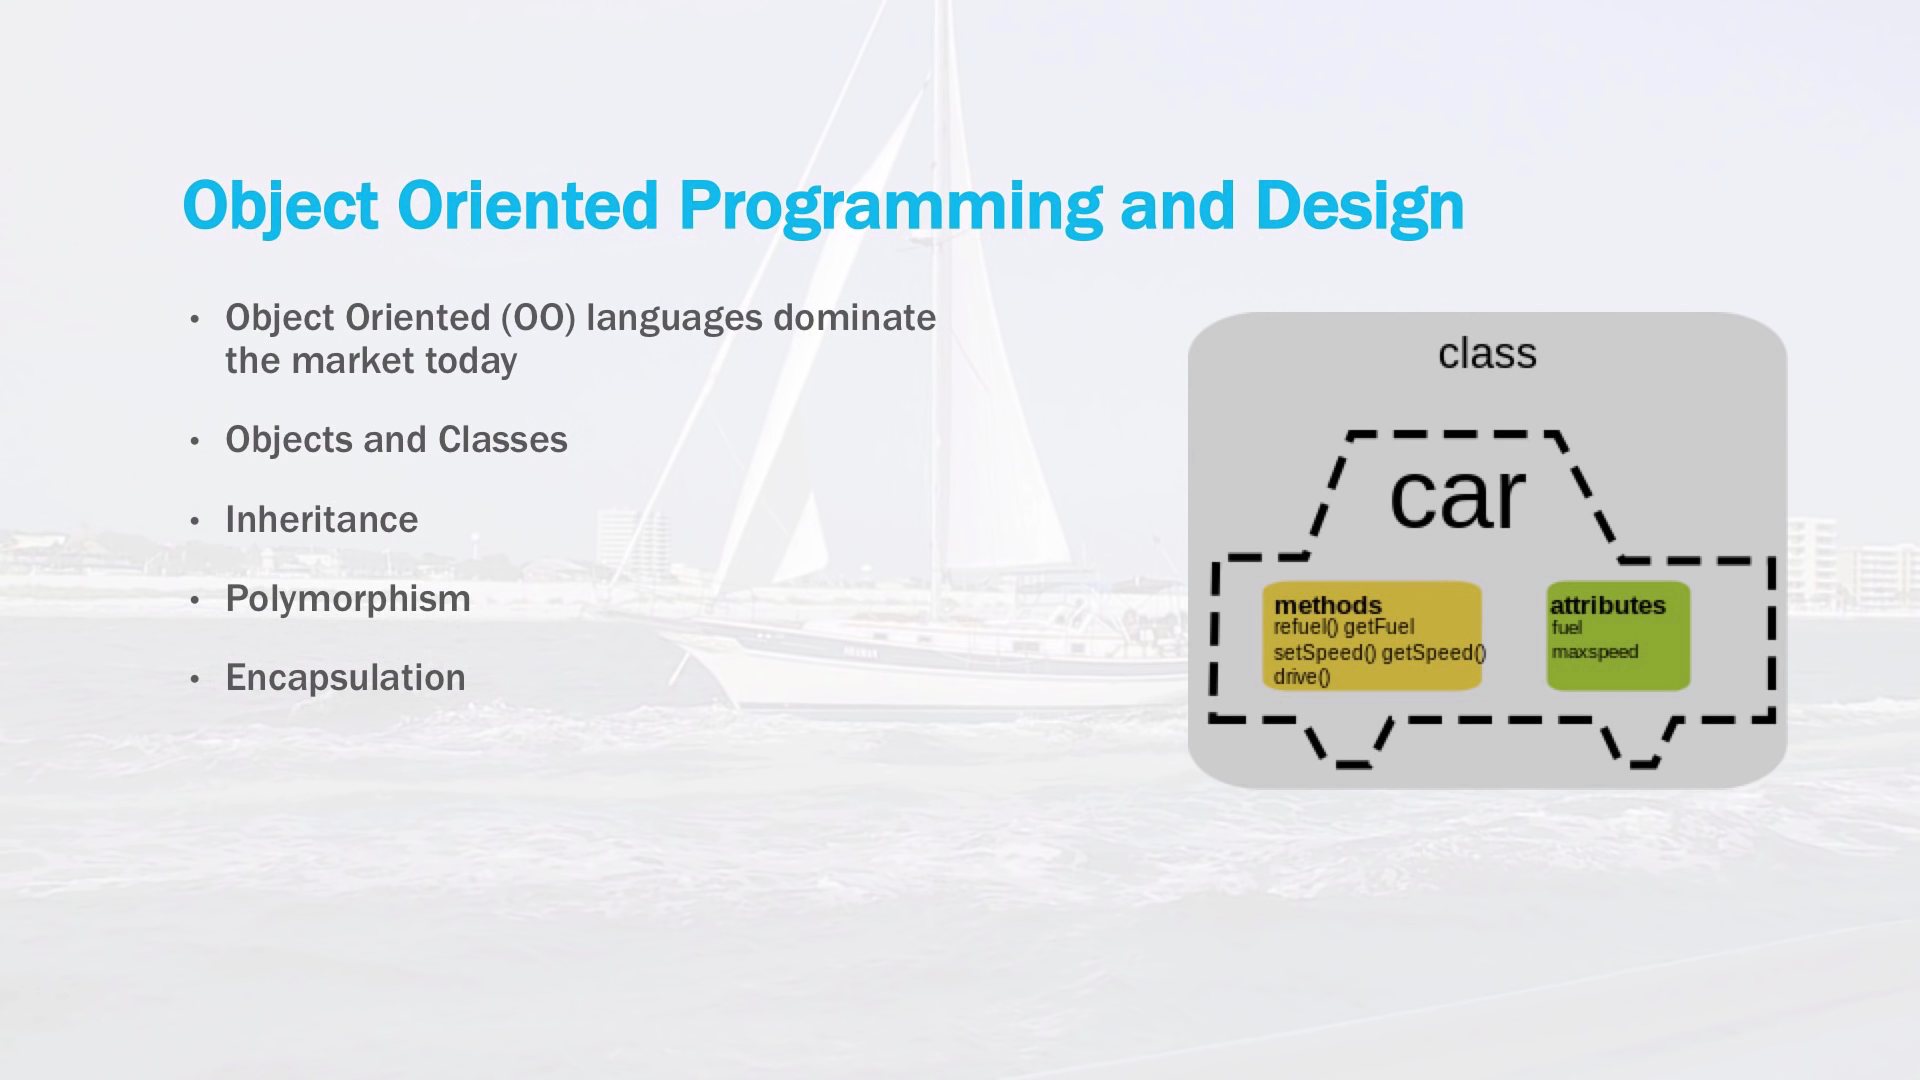 Object Oriented Programming and Design
• Object Oriented (OO) languages dominate
the market today
• Objects and Classes
• Inheritance
• Polymorphism
• Encapsulation
class
car
methods
refuel() getFuel
setSpeed() getSpeed()
drive()
attributes
fuel
maxspeed